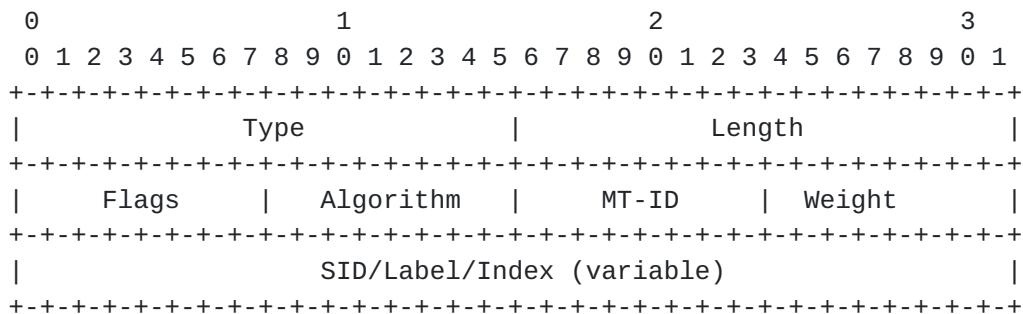 0                   1                   2                   3
 0 1 2 3 4 5 6 7 8 9 0 1 2 3 4 5 6 7 8 9 0 1 2 3 4 5 6 7 8 9 0 1
+-+-+-+-+-+-+-+-+-+-+-+-+-+-+-+-+-+-+-+-+-+-+-+-+-+-+-+-+-+-+-+-+
|              Type             |            Length             |
+-+-+-+-+-+-+-+-+-+-+-+-+-+-+-+-+-+-+-+-+-+-+-+-+-+-+-+-+-+-+-+-+
|     Flags     |   Algorithm   |     MT-ID     |  Weight       |
+-+-+-+-+-+-+-+-+-+-+-+-+-+-+-+-+-+-+-+-+-+-+-+-+-+-+-+-+-+-+-+-+
|                   SID/Label/Index (variable)                  |
+-+-+-+-+-+-+-+-+-+-+-+-+-+-+-+-+-+-+-+-+-+-+-+-+-+-+-+-+-+-+-+-+